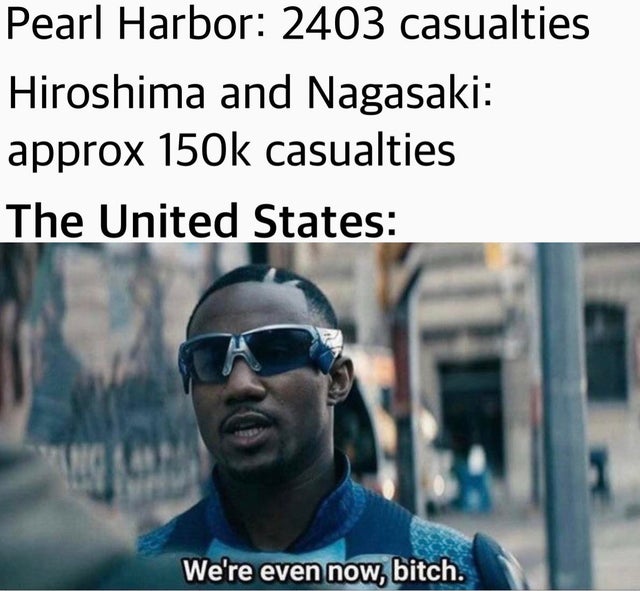 Pearl Harbor: 2403 casualties
Hiroshima and Nagasaki:
approx 150k casualties
The United States:
We're even now, bitch.